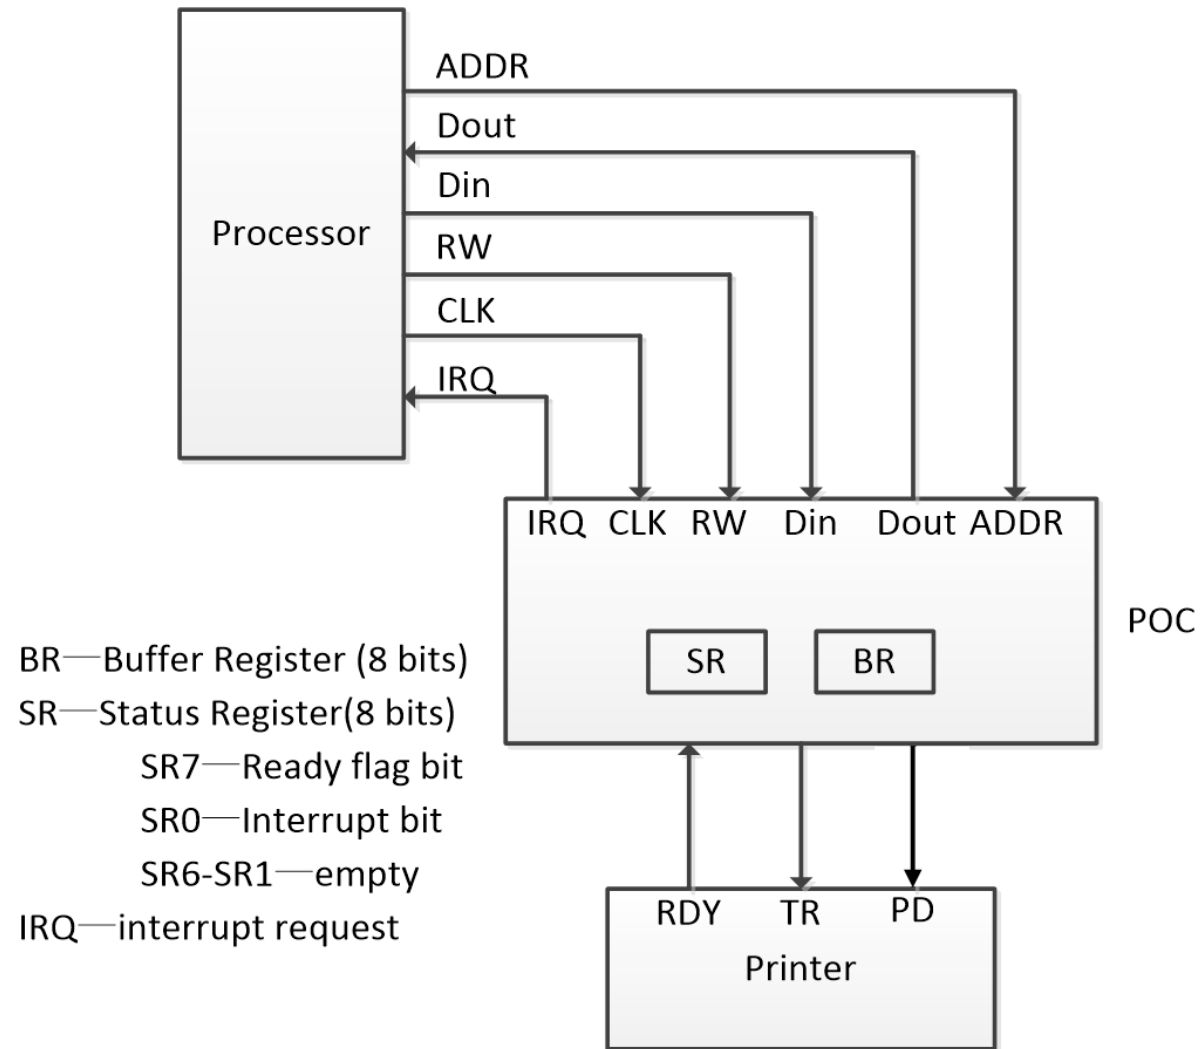 ADDR
Dout
Din
Processor
RW
CLK
IRQ
IRQ CLK RW Din Dout ADDR
POC
SR BR
BR—Buffer Register (8 bits)
SR—Status Register(8 bits)
SR7—Ready flag bit
SR0—Interrupt bit
SR6-SR1—empty
IRQ—interrupt request
RDY TR PD
Printer